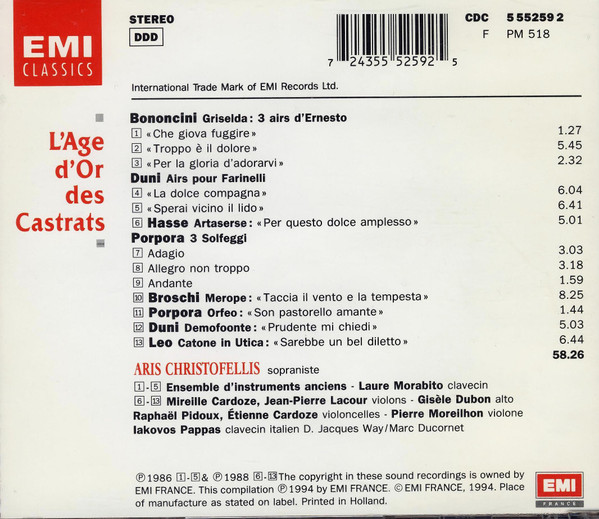 EMI
CLASSICS
STEREO
DDD
7 24355 52592 5
CDC 5 55259 2
F PM 518
International Trade Mark of EMI Records Ltd.
L'Age
d'Or
des
Castrats
Bononcini Griselda: 3 airs d'Ernesto
1 «Che giova fuggire» 1.27
2 «Troppo è il dolore» 5.45
3 «Per la gloria d'adorarvi» 2.32
Duni Airs pour Farinelli
4 «La dolce compagna» 6.04
5 «Sperai vicino il lido» 6.41
6 Hasse Artaserse: «Per questo dolce amplesso» 5.01
Porpora 3 Solfeggi
7 Adagio 3.03
8 Allegro non troppo 3.18
9 Andante 1.59
10 Broschi Merope: «Taccia il vento e la tempesta» 8.25
11 Porpora Orfeo: «Son pastorello amante» 1.44
12 Duni Demofoonte: «Prudente mi chiedi» 5.03
13 Leo Catone in Utica: «Sarebbe un bel diletto» 6.44
58.26
ARIS CHRISTOFELLIS sopraniste
1-5 Ensemble d'instruments anciens - Laure Morabito clavecin
6-13 Mireille Cardoze, Jean-Pierre Lacour violons - Gisèle Dubon alto
Raphaël Pidoux, Étienne Cardoze violoncelles - Pierre Moreilhon violone
Iakovos Pappas clavecin italien D. Jacques Way/Marc Ducornet
℗ 1986 1-5 & ℗ 1988 6-13 The copyright in these sound recordings is owned by
EMI FRANCE. This compilation ℗ 1994 by EMI FRANCE. © EMI FRANCE, 1994. Place
of manufacture as stated on label. Printed in Holland.
EMI
FRANCE